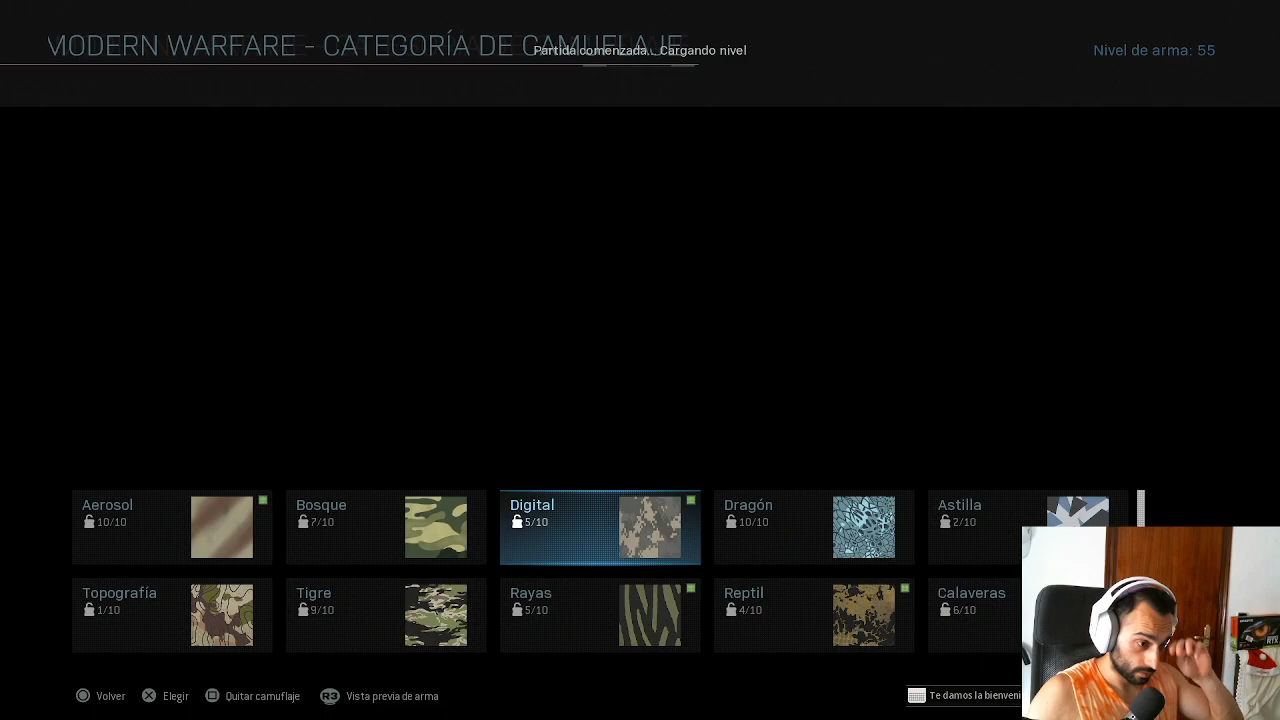 MODERN WARFARE - CATEGORÍA DE CAMUFLAJE
Partida comenzada... Cargando nivel
Nivel de arma: 55
Aerosol
10/10
Bosque
7/10
Digital
5/10
Dragón
10/10
Astilla
2/10
Topografía
1/10
Tigre
9/10
Rayas
5/10
Reptil
4/10
Calaveras
6/10
Volver
Elegir
Quitar camuflaje
R3 Vista previa de arma
Te damos la bienveni